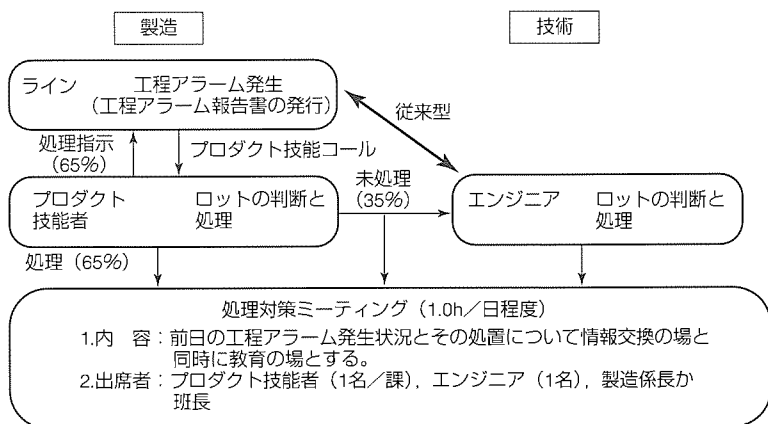 製造
技術
ライン 工程アラーム発生
（工程アラーム報告書の発行）
従来型
処理指示
（65%）
プロダクト技能コール
未処理
（35%）
プロダクト
技能者
ロットの判断と
処理
エンジニア ロットの判断と
処理
処理（65%）
処理対策ミーティング（1.0h／日程度）
1.内　容：前日の工程アラーム発生状況とその処置について情報交換の場と
同時に教育の場とする。
2.出席者：プロダクト技能者（1名／課），エンジニア（1名），製造係長か
班長